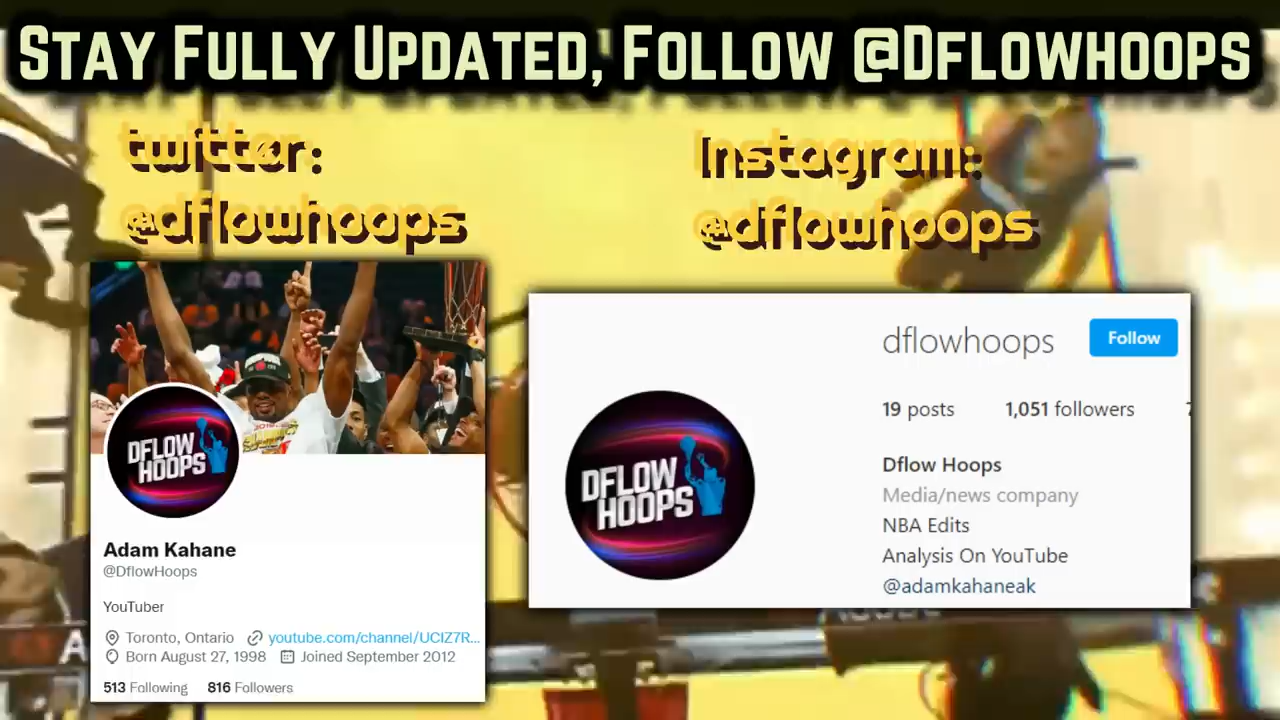 Stay Fully Updated, Follow @Dflowhoops
twitter:
@dflowhoops
Instagram:
@dflowhoops
DFLOW
HOOPS
Adam Kahane
@DflowHoops
YouTuber
Toronto, Ontario youtube.com/channel/UCIZ7R...
Born August 27, 1998 Joined September 2012
513 Following 816 Followers
dflowhoops Follow
19 posts 1,051 followers
DFLOW
HOOPS
Dflow Hoops
Media/news company
NBA Edits
Analysis On YouTube
@adamkahaneak